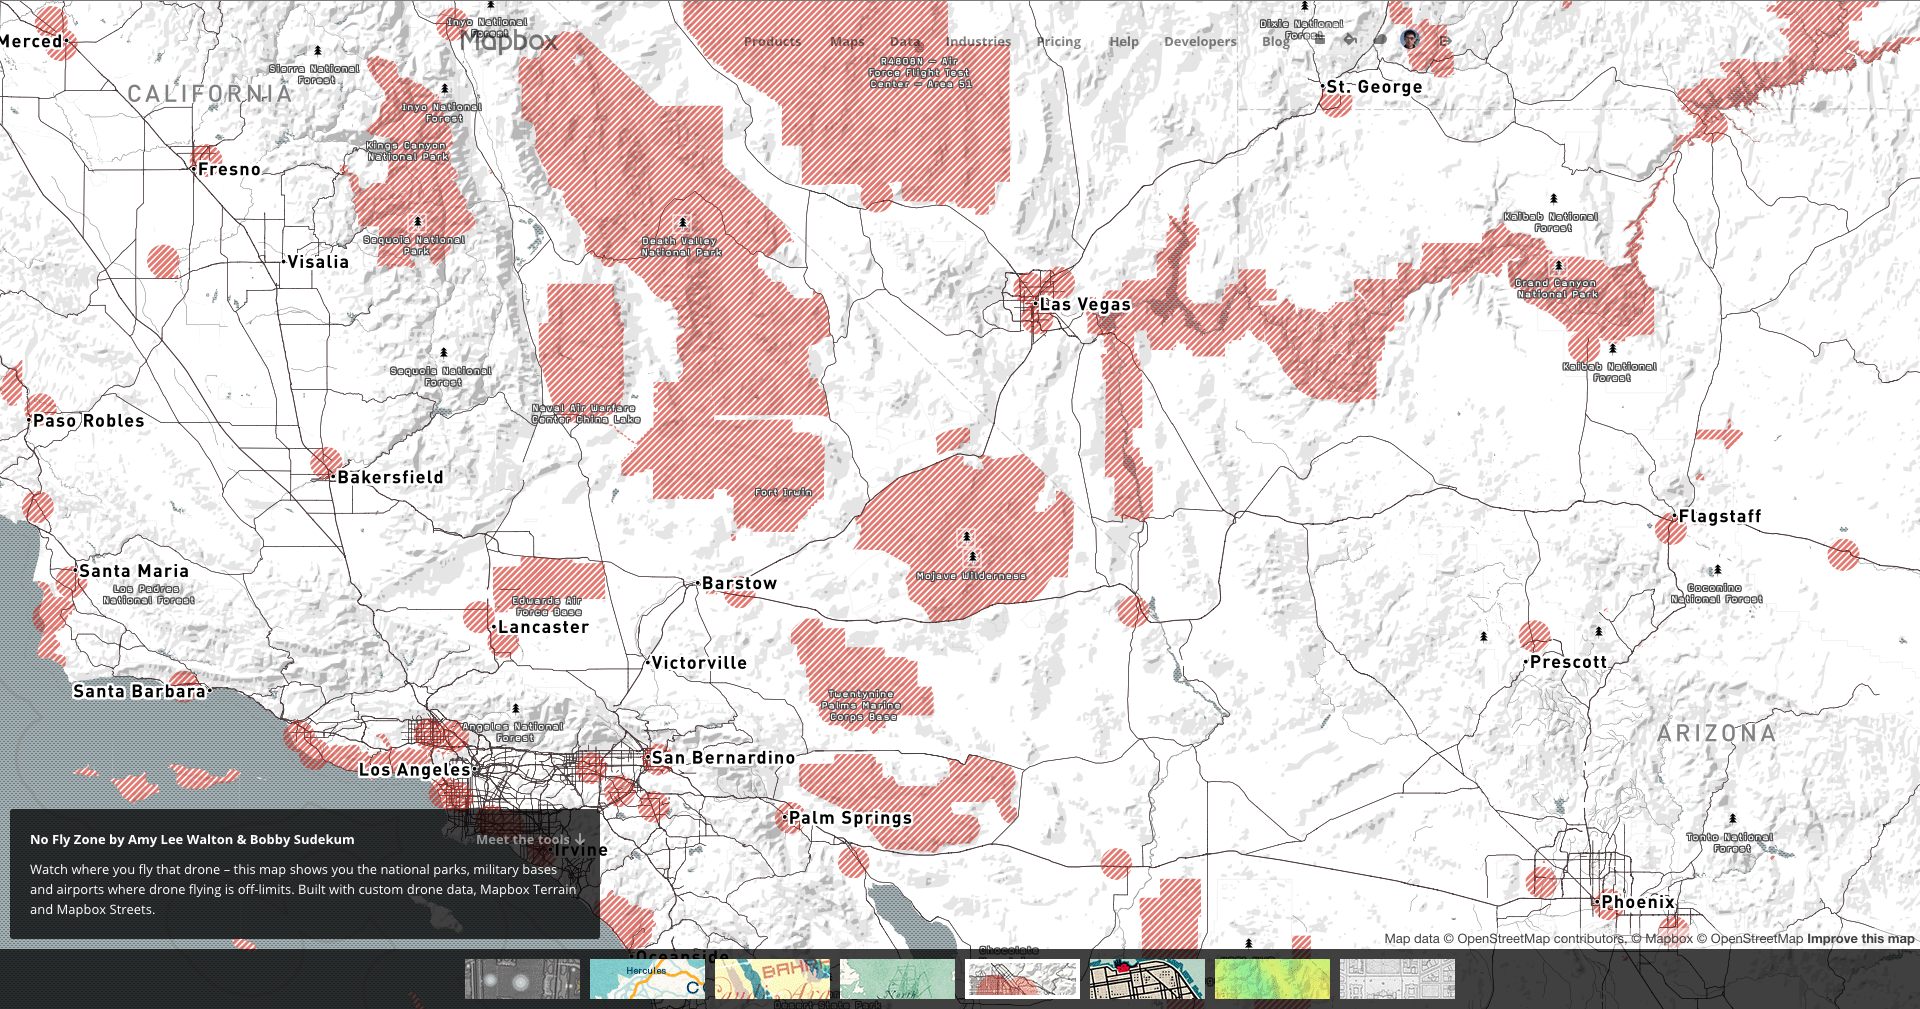 Mapbox
Products Maps Data Industries Pricing Help Developers Blog
Inyo National
Forest
Dixie National
Forest
Merced
Sierra National
Forest
CALIFORNIA
R4808N – Air
Force Flight Test
Center – Area 51
St. George
Inyo National
Forest
Kings Canyon
National Park
Fresno
Kaibab National
Forest
Sequoia National
Park
Death Valley
National Park
Visalia
Grand Canyon
National Park
Las Vegas
Sequoia National
Forest
Kaibab National
Forest
Naval Air Warfare
Center China Lake
Paso Robles
Bakersfield
Fort Irwin
Flagstaff
Santa Maria
Los Padres
National Forest
Mojave Wilderness
Barstow
Coconino
National Forest
Edwards Air
Force Base
Lancaster
Victorville
Prescott
Santa Barbara
Twentynine
Palms Marine
Corps Base
Angeles National
Forest
ARIZONA
San Bernardino
Los Angeles
Palm Springs
Tonto National
Forest
Irvine
Phoenix
No Fly Zone by Amy Lee Walton & Bobby Sudekum
Meet the tools ↓
Watch where you fly that drone – this map shows you the national parks, military bases
and airports where drone flying is off-limits. Built with custom drone data, Mapbox Terrain
and Mapbox Streets.
Map data © OpenStreetMap contributors, © Mapbox © OpenStreetMap Improve this map
Oceanside
Chocolate
Hercules
C
BAHR
North